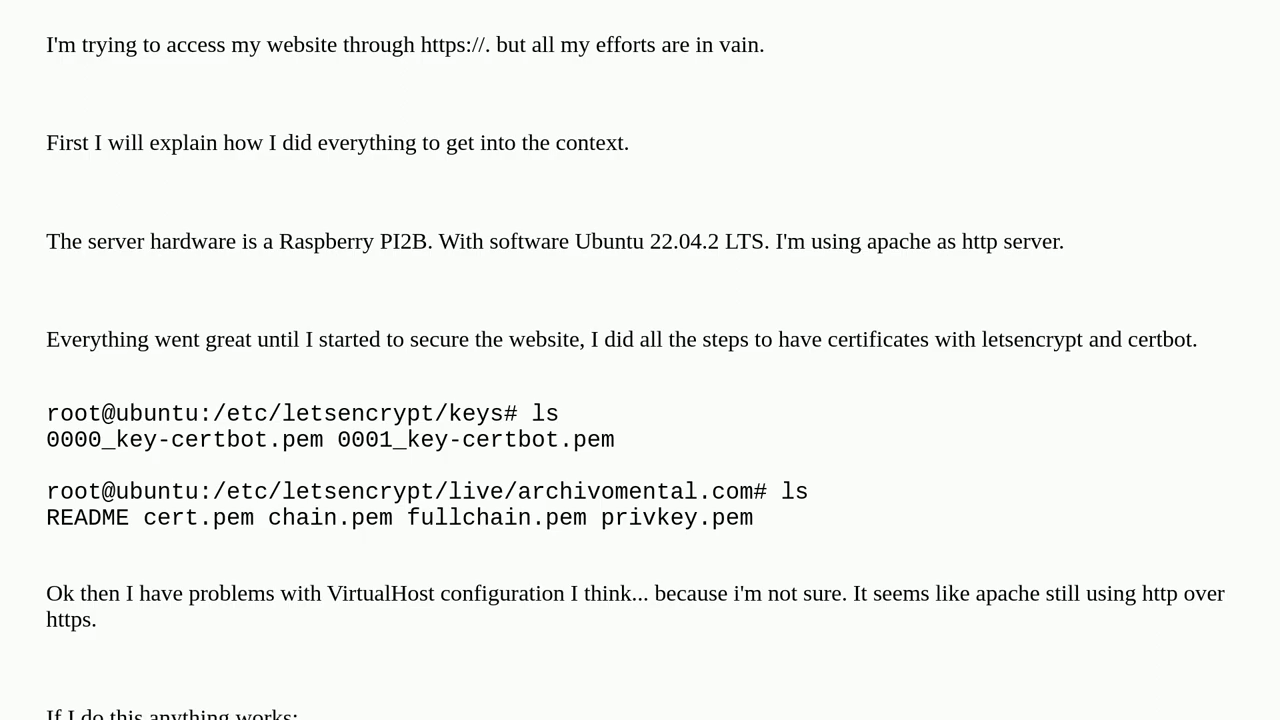 I'm trying to access my website through https://. but all my efforts are in vain.
First I will explain how I did everything to get into the context.
The server hardware is a Raspberry PI2B. With software Ubuntu 22.04.2 LTS. I'm using apache as http server.
Everything went great until I started to secure the website, I did all the steps to have certificates with letsencrypt and certbot.
root@ubuntu:/etc/letsencrypt/keys# ls
0000_key-certbot.pem 0001_key-certbot.pem
root@ubuntu:/etc/letsencrypt/live/archivomental.com# ls
README cert.pem chain.pem fullchain.pem privkey.pem
Ok then I have problems with VirtualHost configuration I think... because i'm not sure. It seems like apache still using http over
https.
If I do this anything works: